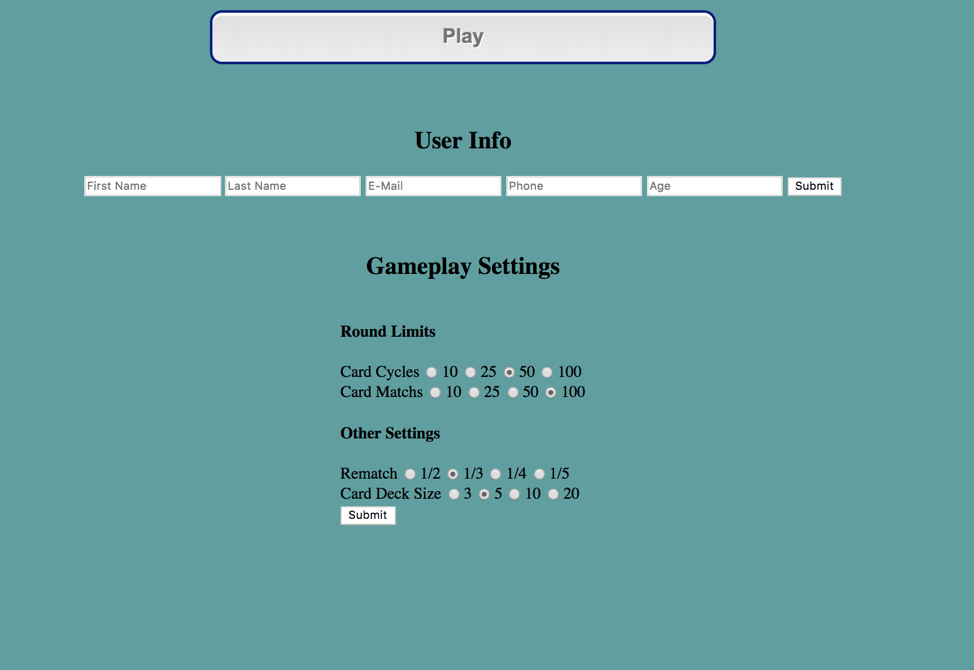 Play
User Info
First Name Last Name E-Mail Phone Age Submit
Gameplay Settings
Round Limits
Card Cycles 10 25 50 100
Card Matchs 10 25 50 100
Other Settings
Rematch 1/2 1/3 1/4 1/5
Card Deck Size 3 5 10 20
Submit